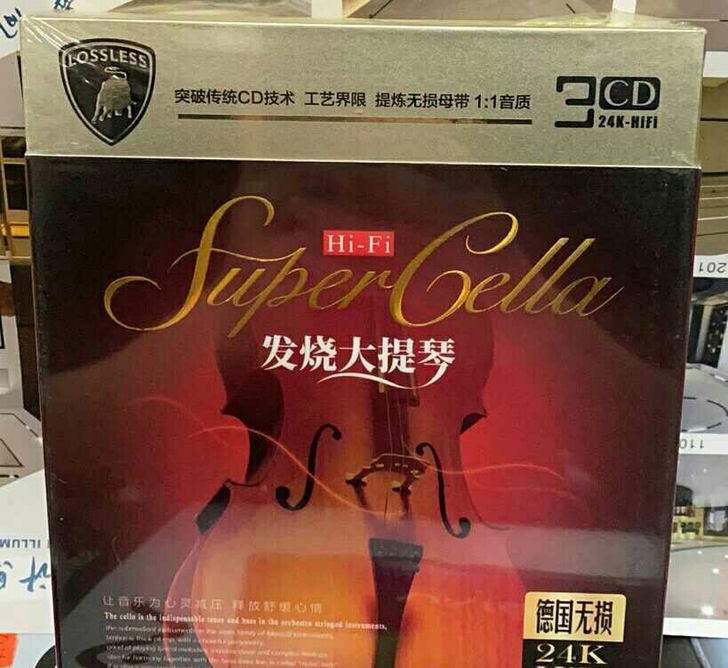 LOSSLESS
突破传统CD技术 工艺界限 提炼无损母带 1:1音质
3CD
24K-HiFi
Hi-Fi
Super Cella
发烧大提琴
让音乐为心灵减压 释放舒缓心情
The cello is the indispensable tenor and bass in the orchestra stringed instruments,
德国无损
24K